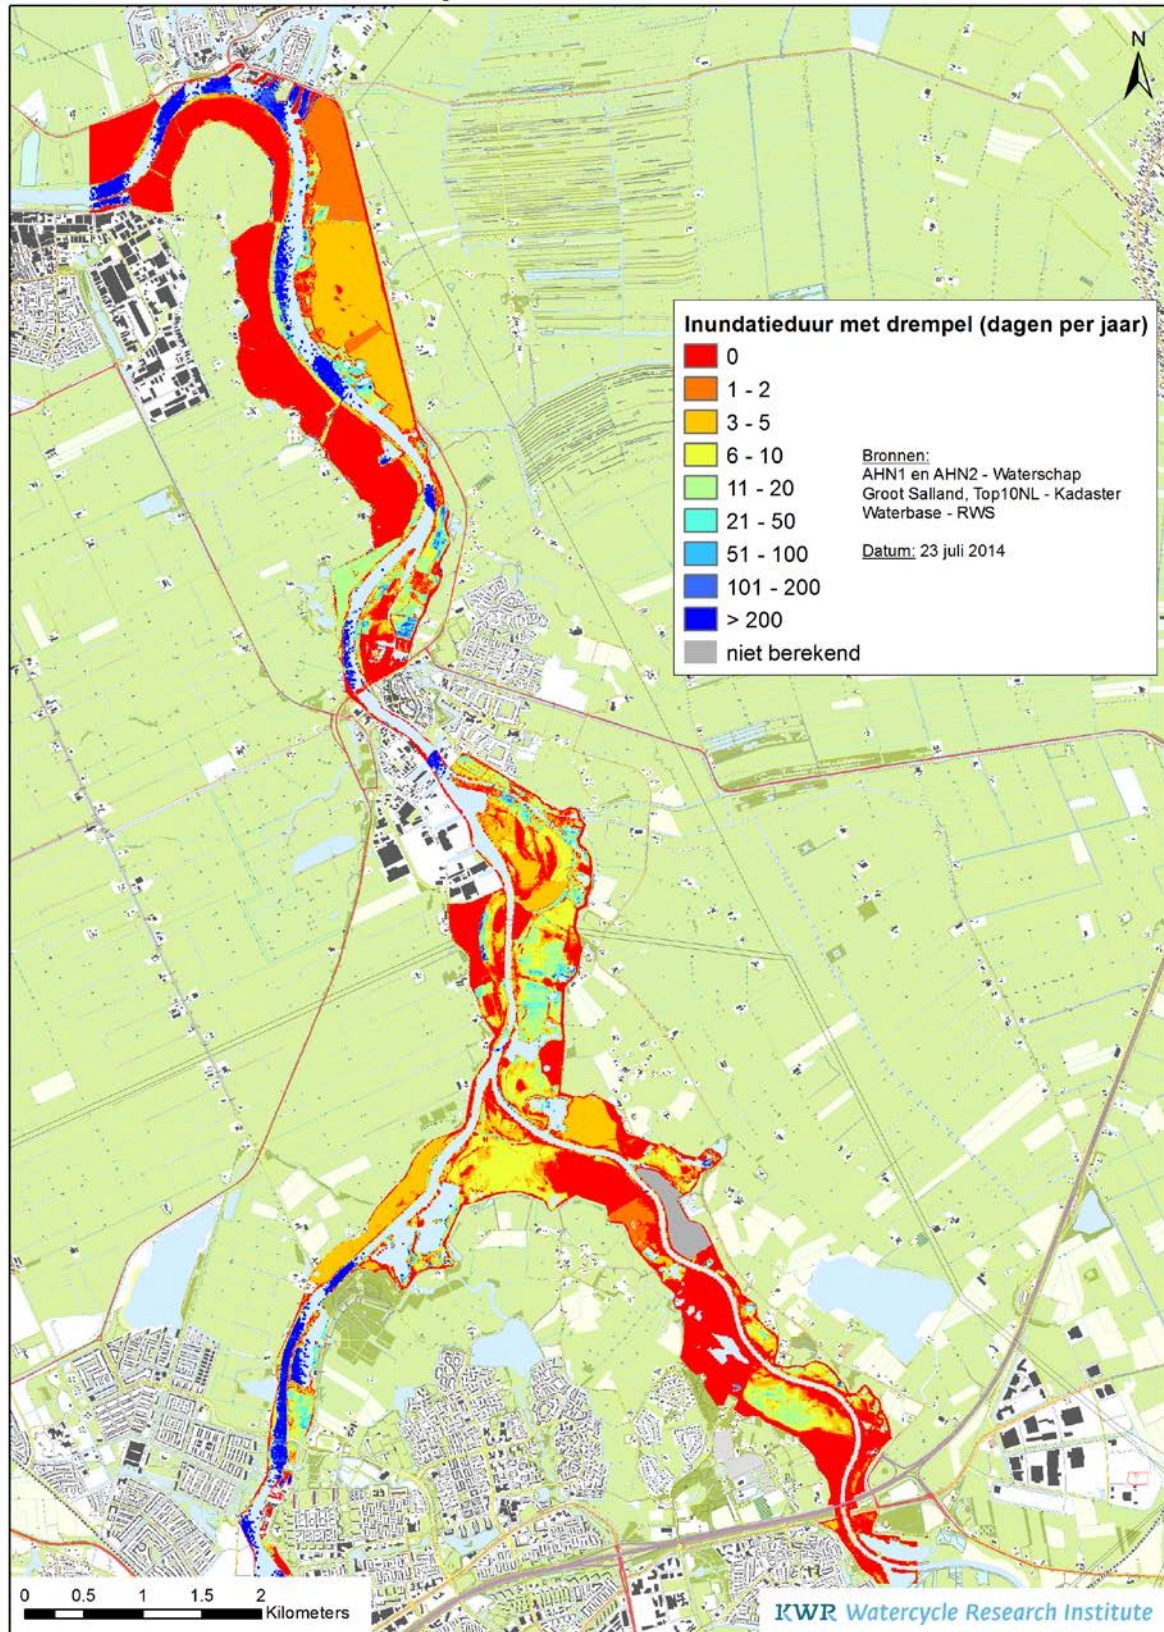 N
Inundatieduur met drempel (dagen per jaar)
0
1 - 2
3 - 5
6 - 10
11 - 20
21 - 50
51 - 100
101 - 200
> 200
niet berekend
Bronnen:
AHN1 en AHN2 - Waterschap
Groot Salland, Top10NL - Kadaster
Waterbase - RWS
Datum: 23 juli 2014
0 0.5 1 1.5 2
Kilometers
KWR Watercycle Research Institute